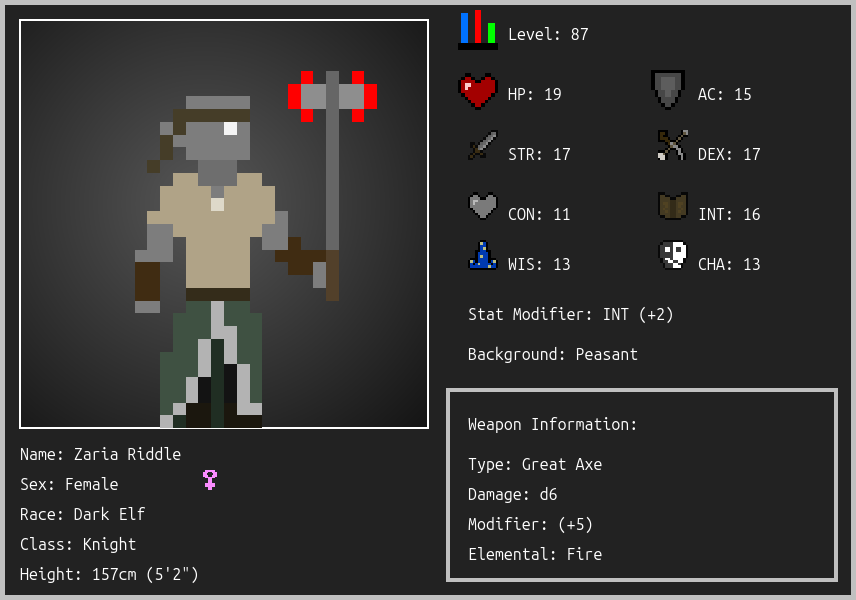 Level: 87
HP: 19
AC: 15
STR: 17
DEX: 17
CON: 11
INT: 16
WIS: 13
CHA: 13
Stat Modifier: INT (+2)
Background: Peasant
Weapon Information:
Type: Great Axe
Damage: d6
Modifier: (+5)
Elemental: Fire
Name: Zaria Riddle
Sex: Female
Race: Dark Elf
Class: Knight
Height: 157cm (5'2")